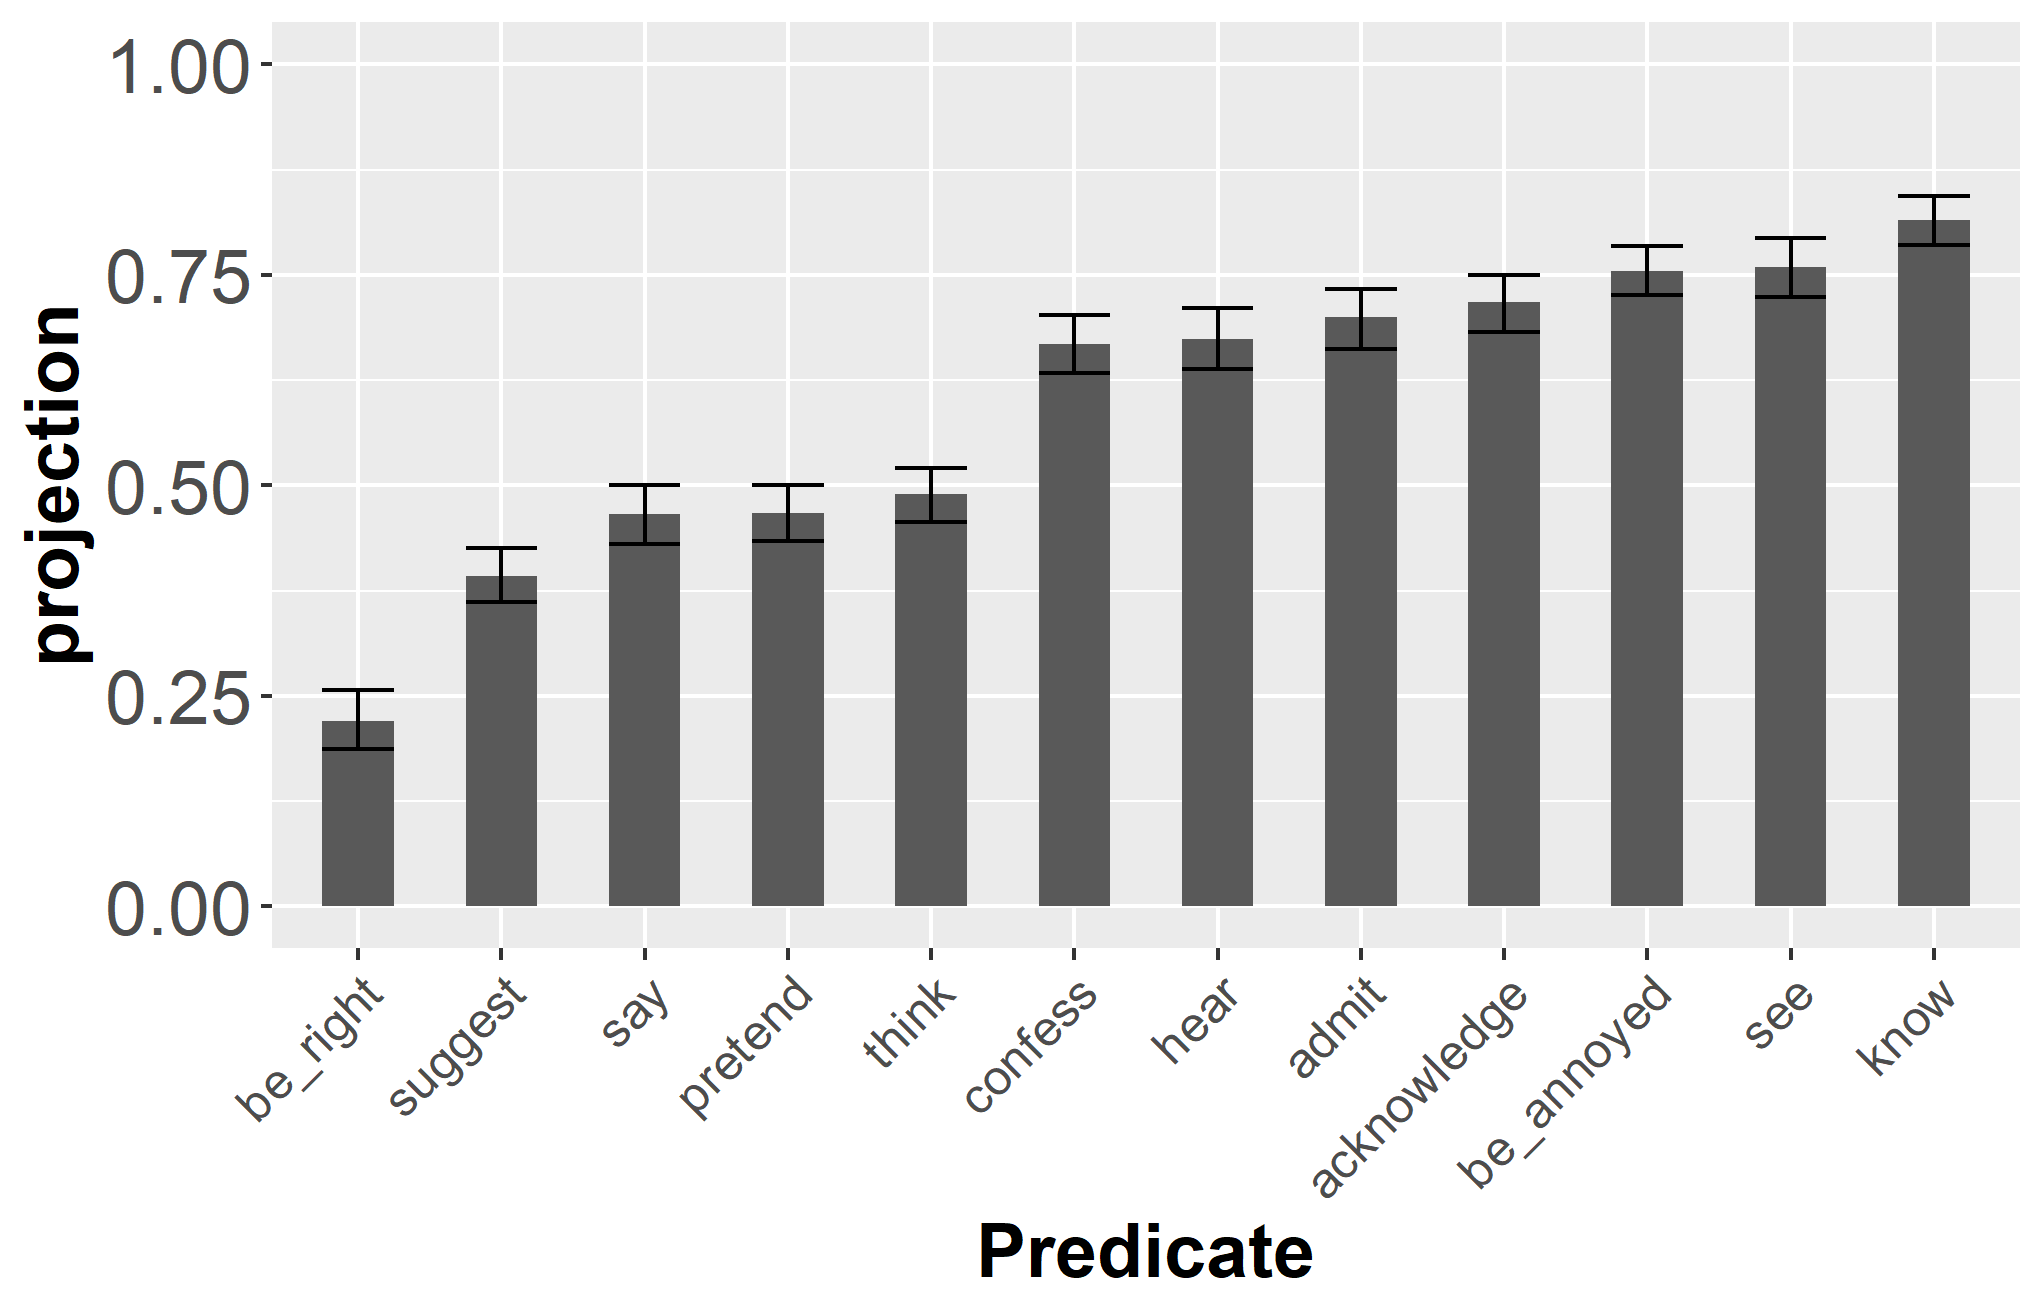 projection
1.00
0.75
0.50
0.25
0.00
be_right
suggest
say
pretend
think
confess
hear
admit
acknowledge
be_annoyed
see
know
Predicate